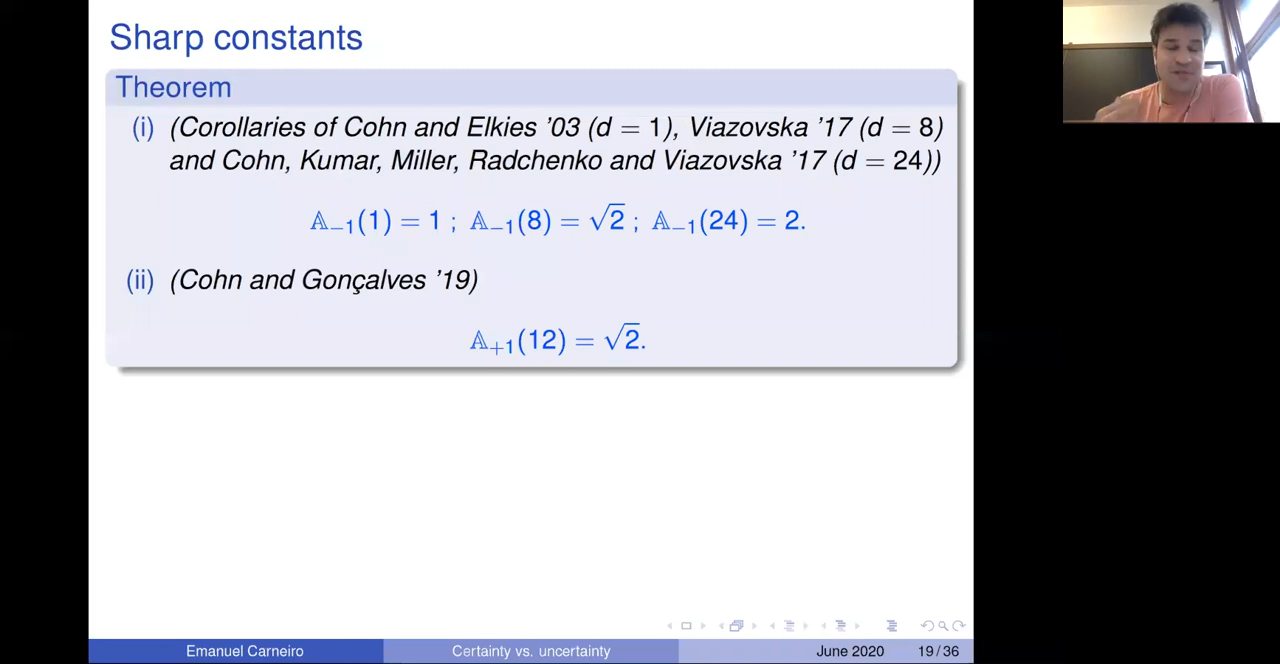 Sharp constants
Theorem
(i) (Corollaries of Cohn and Elkies '03 (d = 1), Viazovska '17 (d = 8)
and Cohn, Kumar, Miller, Radchenko and Viazovska '17 (d = 24))
𝔸₋₁(1) = 1 ; 𝔸₋₁(8) = √2 ; 𝔸₋₁(24) = 2.
(ii) (Cohn and Gonçalves '19)
𝔸₊₁(12) = √2.
Emanuel Carneiro Certainty vs. uncertainty June 2020 19 / 36